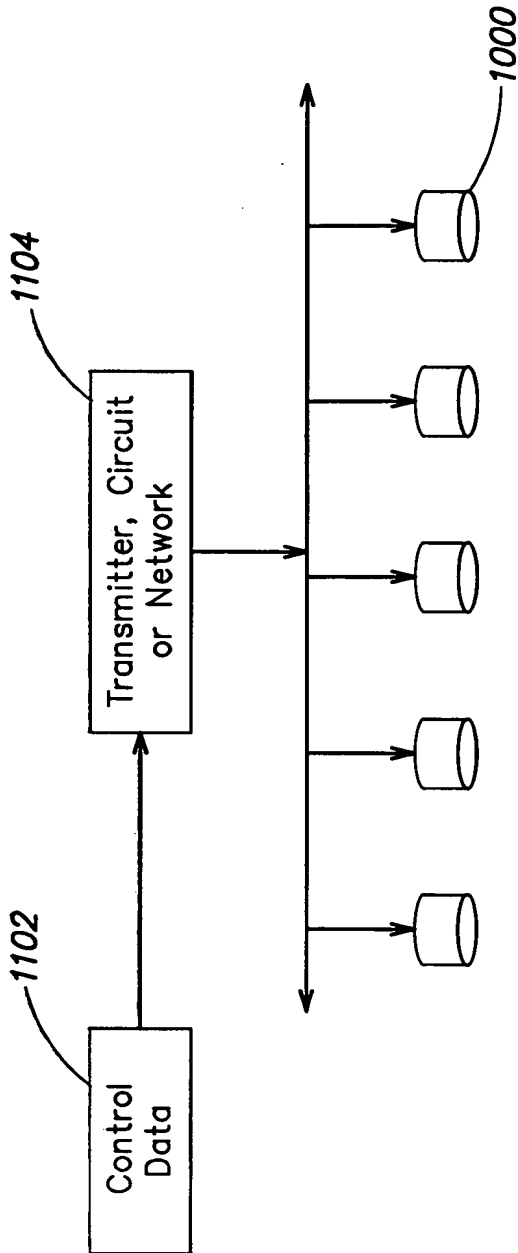 1102
Control
Data
1104
Transmitter, Circuit
or Network
1000